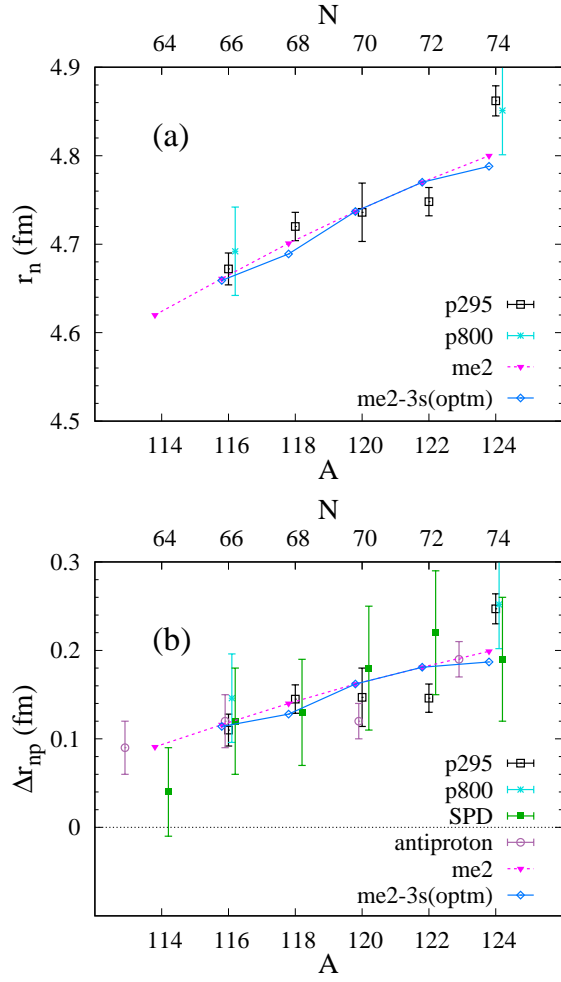 N
64 66 68 70 72 74
4.9
(a)
4.8
r_n (fm)
4.7
4.6
p295
p800
me2
me2-3s(optm)
4.5
114 116 118 120 122 124
A
N
64 66 68 70 72 74
0.3
(b)
0.2
Δr_np (fm)
0.1
p295
p800
SPD
0
antiproton
me2
me2-3s(optm)
114 116 118 120 122 124
A